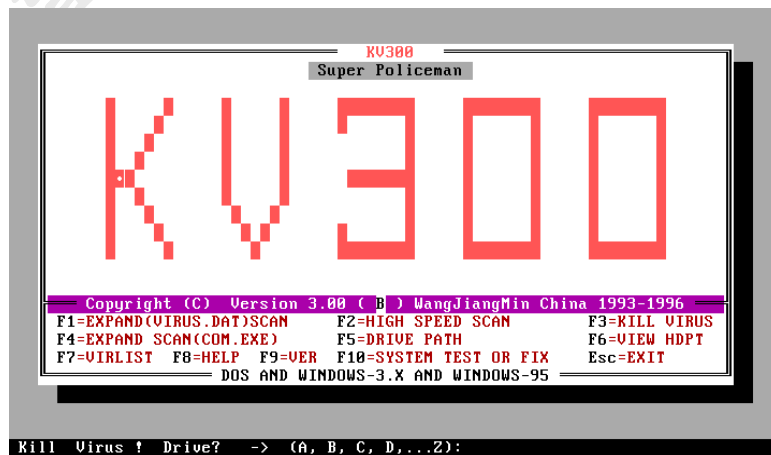 KV300
Super Policeman
KV300
Copyright (C) Version 3.00 ( B ) WangJiangMin China 1993-1996
F1=EXPAND(VIRUS.DAT)SCAN F2=HIGH SPEED SCAN F3=KILL VIRUS
F4=EXPAND SCAN(COM.EXE) F5=DRIVE PATH F6=VIEW HDPT
F7=VIRLIST F8=HELP F9=VER F10=SYSTEM TEST OR FIX Esc=EXIT
DOS AND WINDOWS-3.X AND WINDOWS-95
Kill Virus ! Drive? -> (A, B, C, D,...Z):